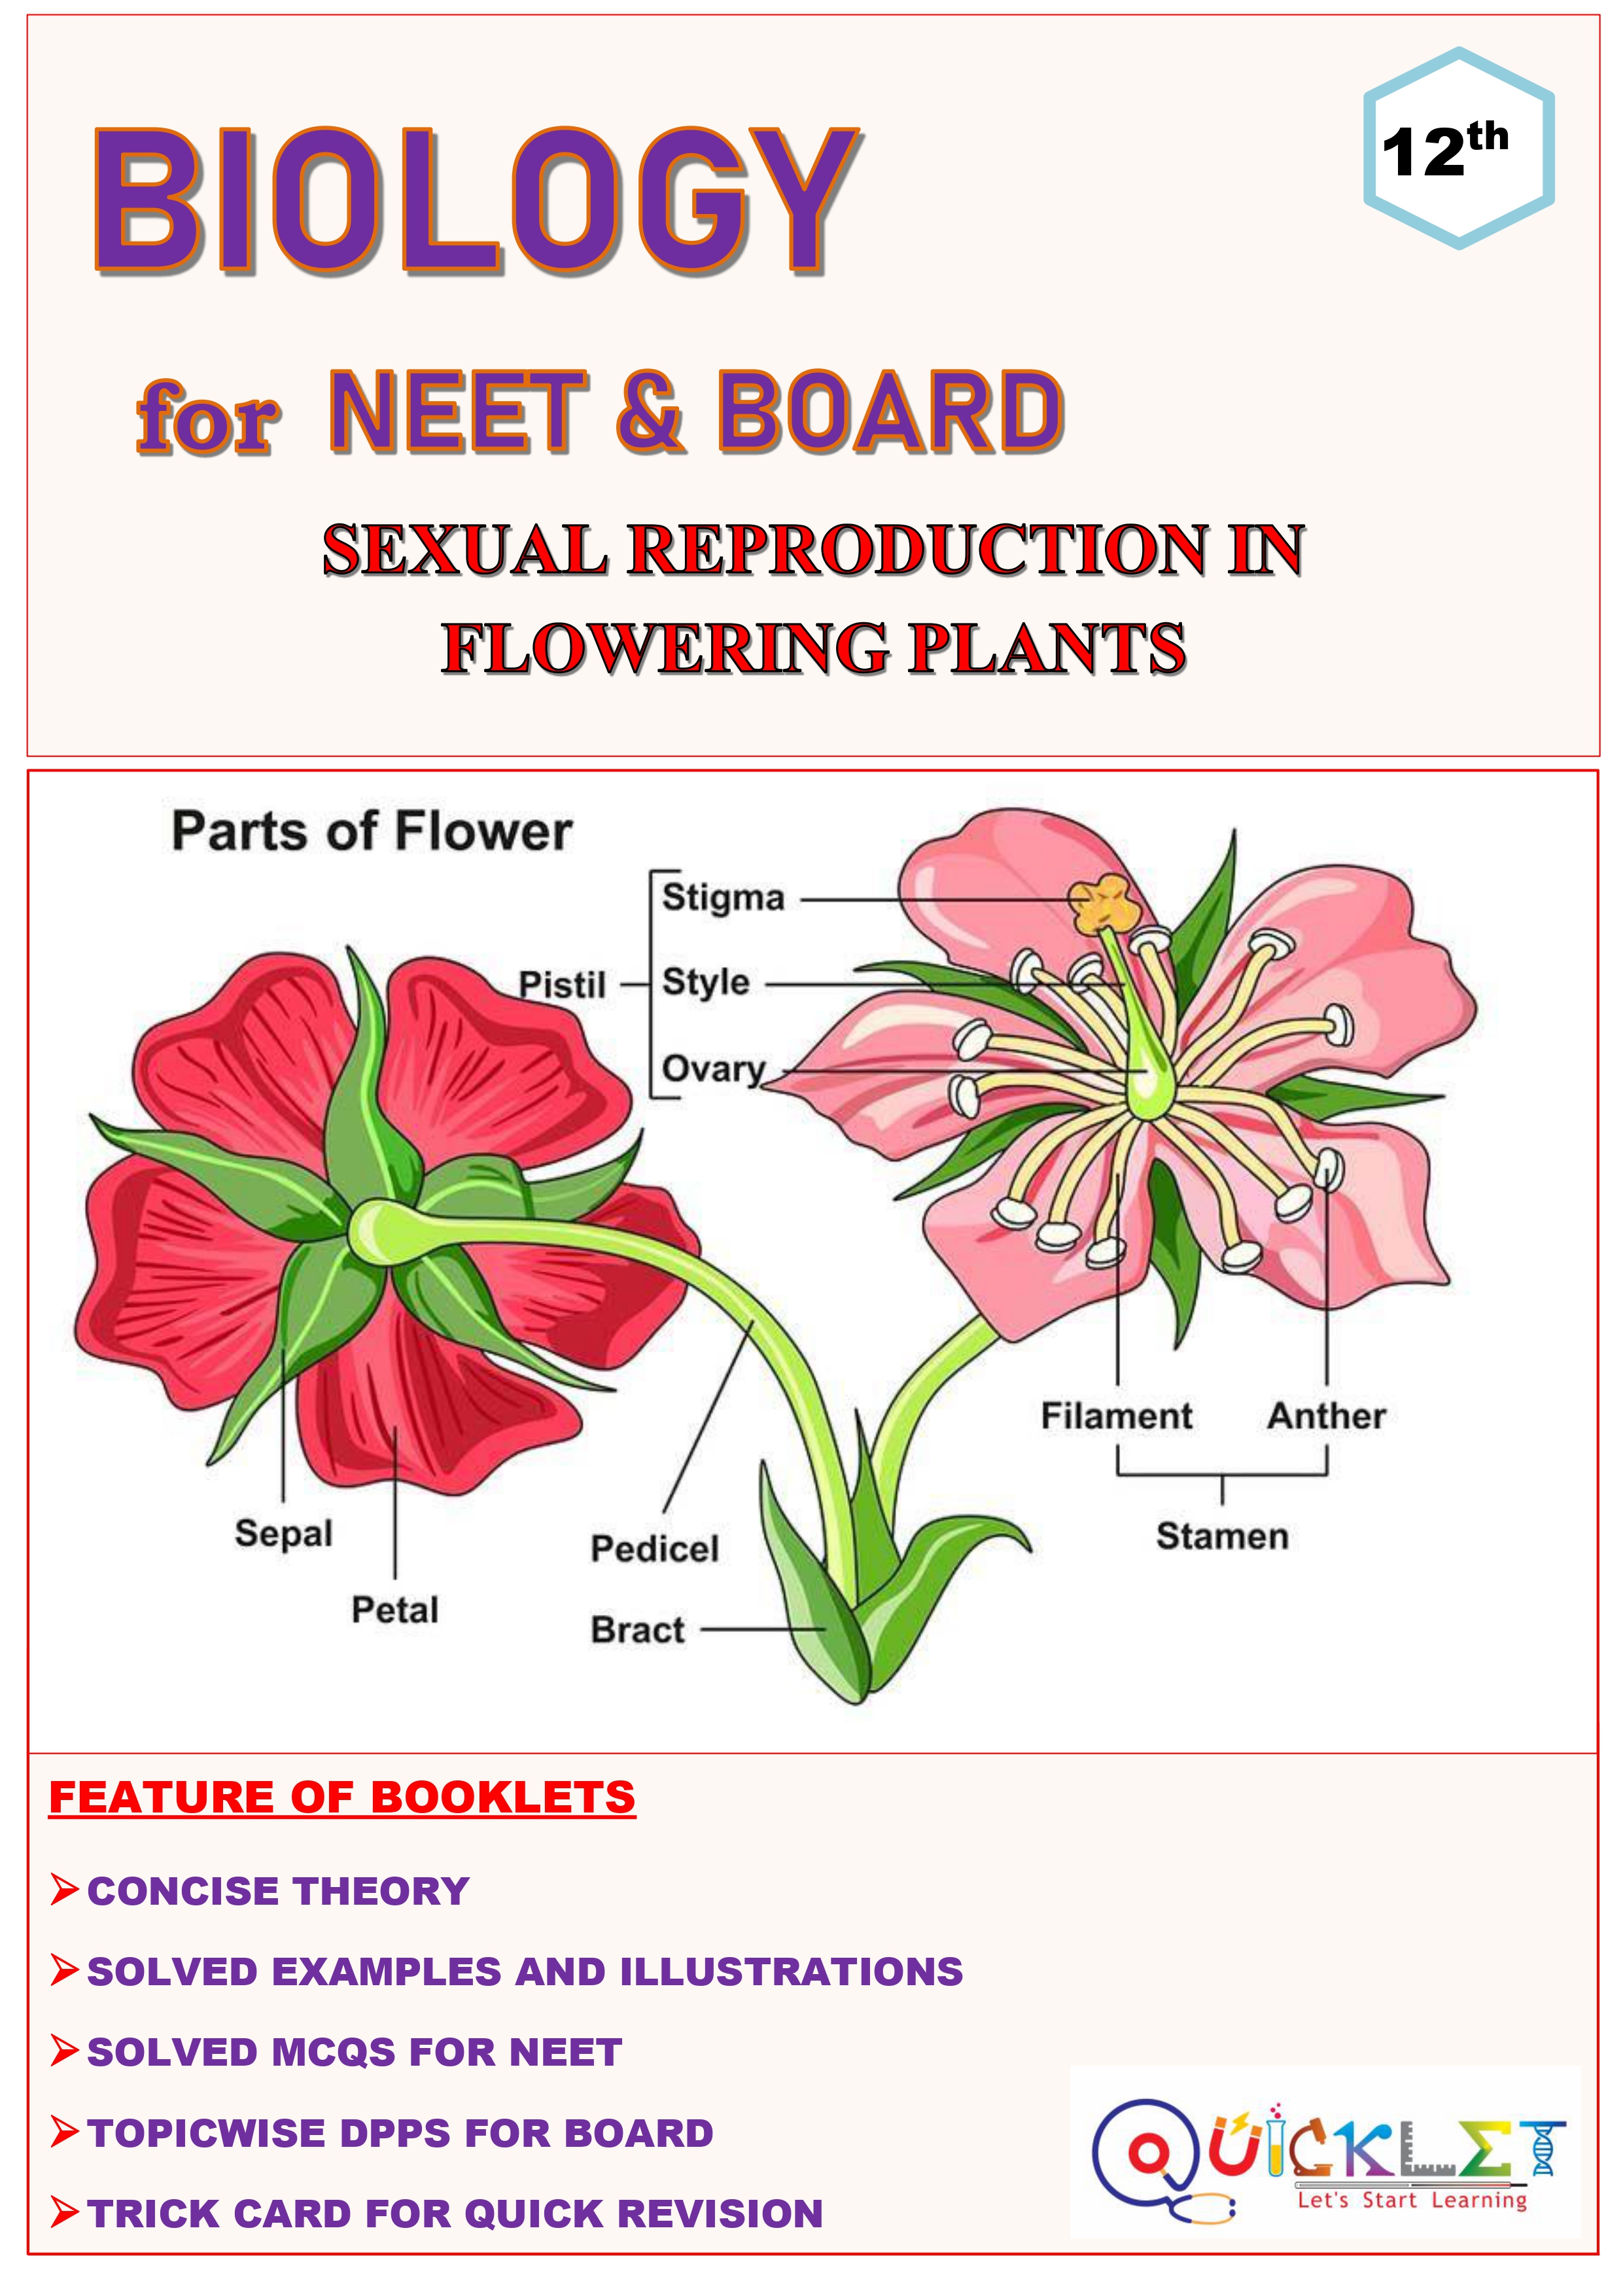 BIOLOGY
12th
for NEET & BOARD
SEXUAL REPRODUCTION IN
FLOWERING PLANTS
Parts of Flower
Stigma
Pistil
Style
Ovary
Filament
Anther
Stamen
Sepal
Petal
Pedicel
Bract
FEATURE OF BOOKLETS
➢ CONCISE THEORY
➢ SOLVED EXAMPLES AND ILLUSTRATIONS
➢ SOLVED MCQS FOR NEET
➢ TOPICWISE DPPS FOR BOARD
➢ TRICK CARD FOR QUICK REVISION
QUICKLET
Let's Start Learning